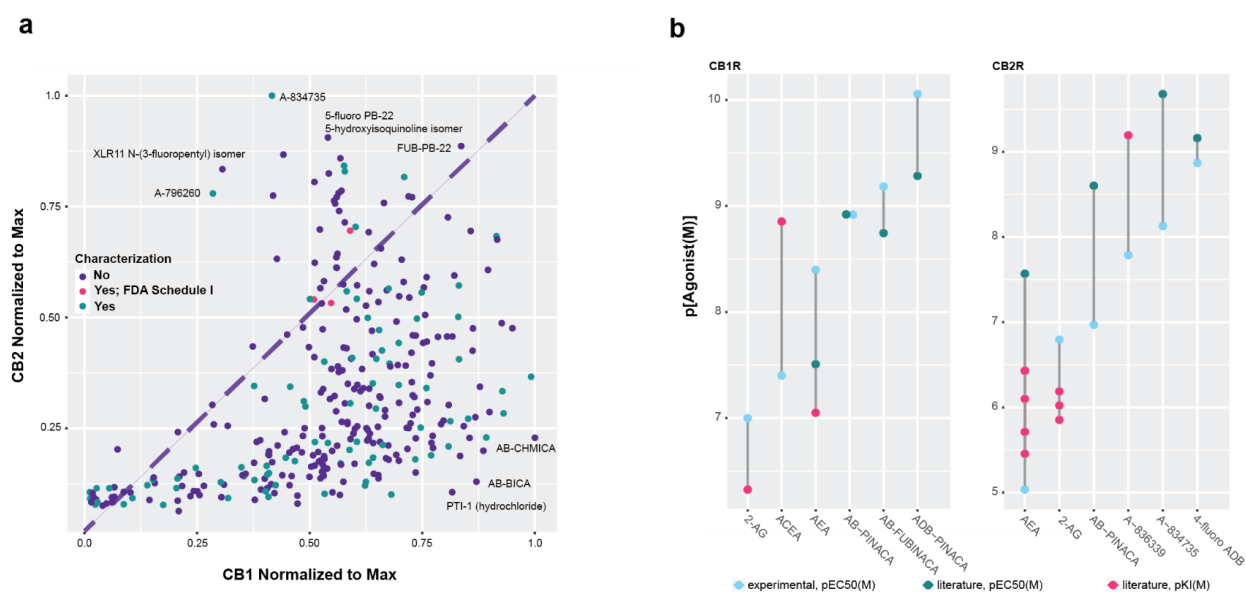 a
b
1.0
0.75
0.50
0.25
0.0
0.25
0.50
0.75
1.0
CB2 Normalized to Max
CB1 Normalized to Max
A-834735
5-fluoro PB-22
5-hydroxyisoquinoline isomer
FUB-PB-22
XLR11 N-(3-fluoropentyl) isomer
A-796260
Characterization
No
Yes; FDA Schedule I
Yes
AB-CHMICA
AB-BICA
PTI-1 (hydrochloride)
CB1R
p[Agonist(M)]
10
9
8
7
2-AG
ACEA
AEA
AB-PINACA
AB-FUBINACA
ADB-PINACA
CB2R
9
8
7
6
5
AEA
2-AG
AB-PINACA
A-836339
A-834735
4-fluoro ADB
experimental, pEC50(M)
literature, pEC50(M)
literature, pKI(M)